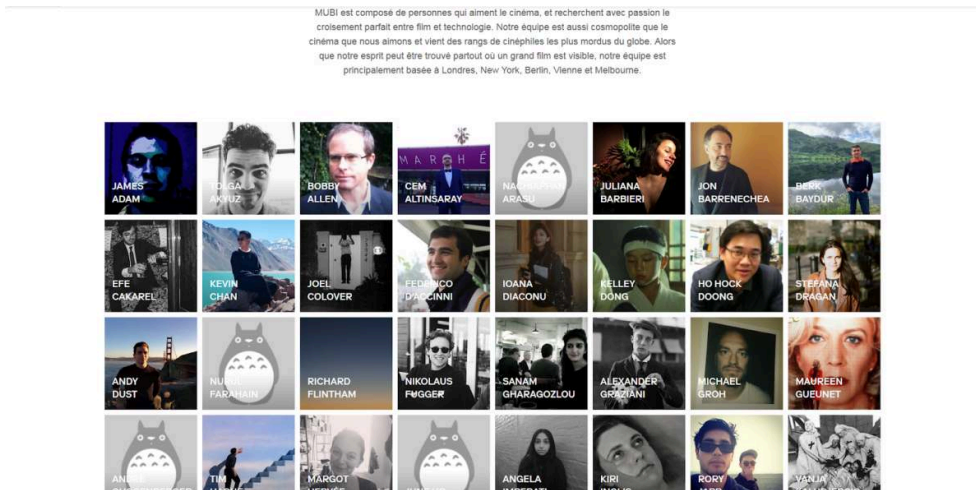 MUBI est composé de personnes qui aiment le cinéma, et recherchent avec passion le
croisement parfait entre film et technologie. Notre équipe est aussi cosmopolite que le
cinéma que nous aimons et vient des rangs de cinéphiles les plus mordus du globe. Alors
que notre esprit peut être trouvé partout où un grand film est visible, notre équipe est
principalement basée à Londres, New York, Berlin, Vienne et Melbourne.
MARCHÉ
JAMES
ADAM
TOLGA
AKYUZ
BOBBY
ALLEN
CEM
ALTINSARAY
ARASU
JULIANA
BARBIERI
JON
BARRENECHEA
BERK
BAYDUR
EFE
CAKAREL
KEVIN
CHAN
JOEL
COLOVER
FEDERICO
D'ACCINNI
IOANA
DIACONU
KELLEY
DONG
HO HOCK
DOONG
STEFANA
DRAGAN
ANDY
DUST
FARAHAIN
RICHARD
FLINTHAM
NIKOLAUS
FUGGER
SANAM
GHARAGOZLOU
ALEXANDER
GRAZIANI
MICHAEL
GROH
MAUREEN
GUEUNET
TIM
MARGOT
ANGELA
KIRI
RORY
VANJA